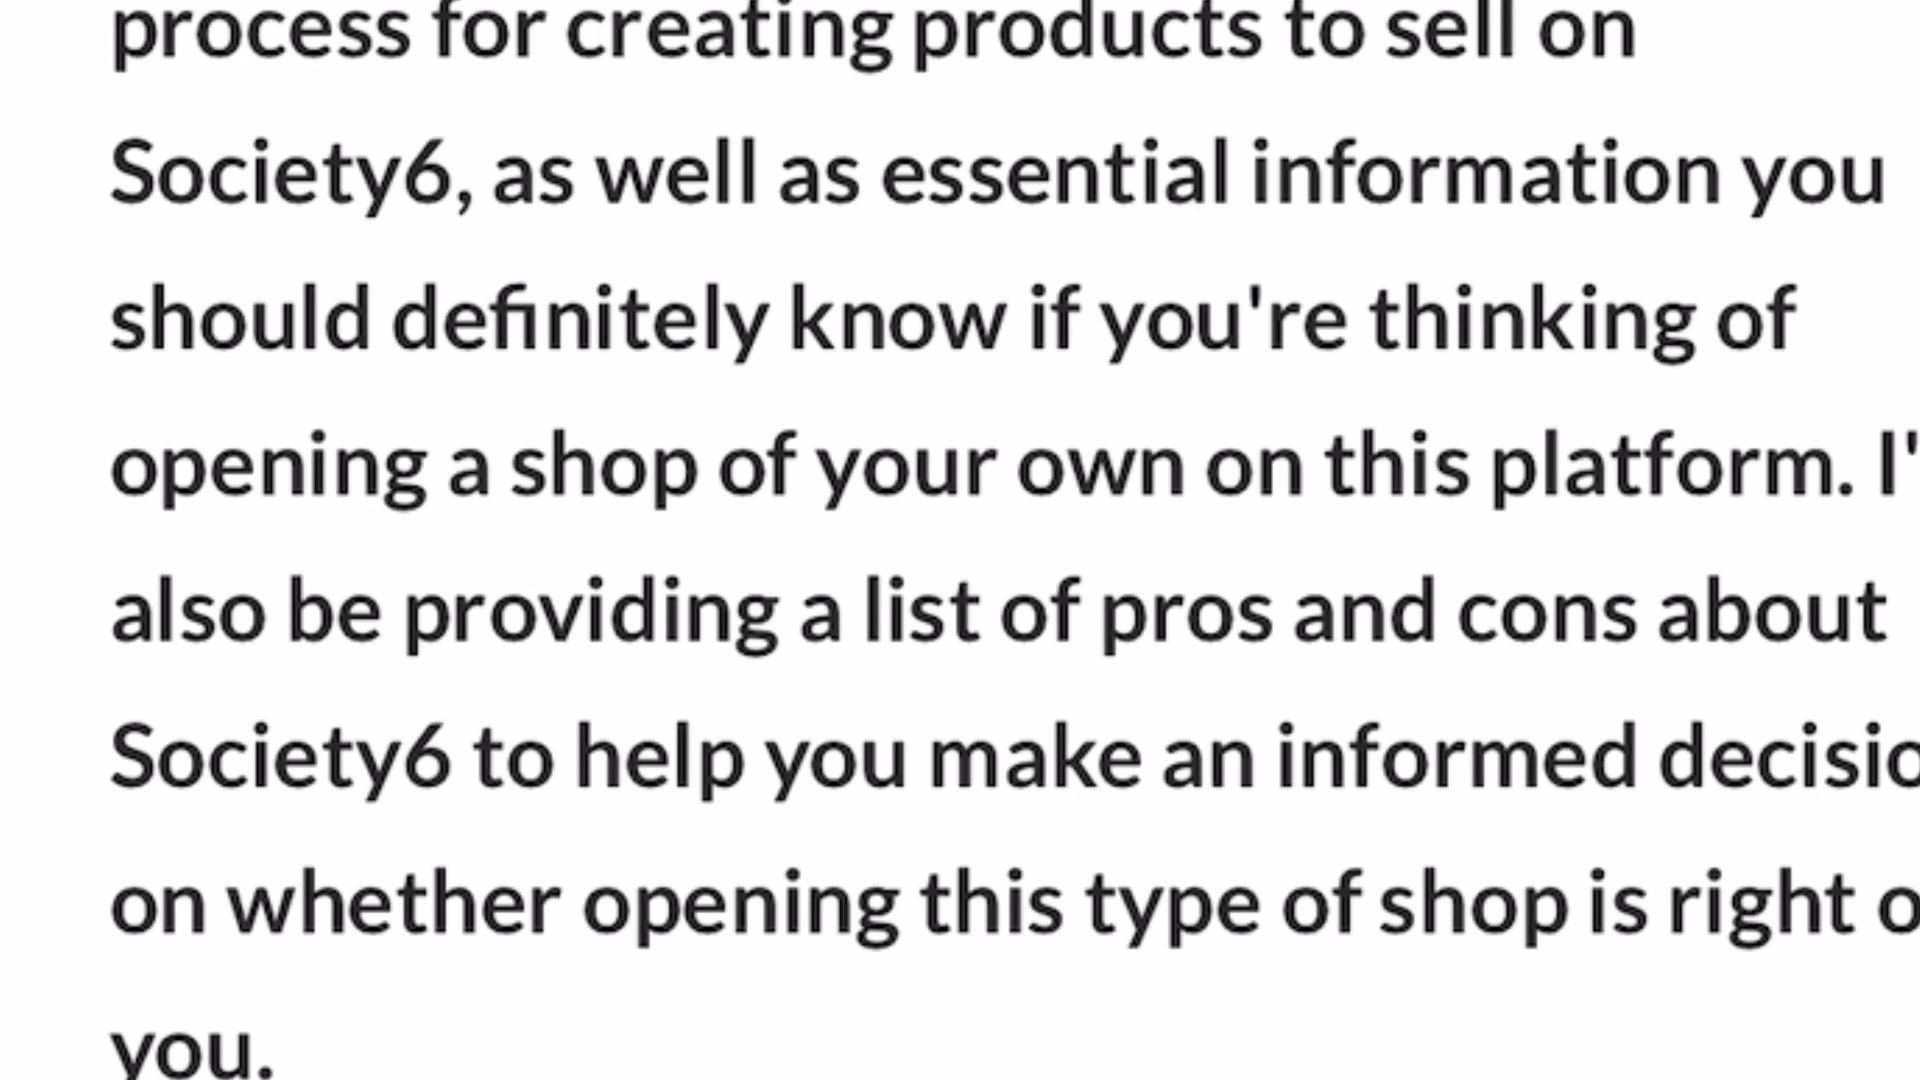 process for creating products to sell on
Society6, as well as essential information you
should definitely know if you're thinking of
opening a shop of your own on this platform. I'
also be providing a list of pros and cons about
Society6 to help you make an informed decisio
on whether opening this type of shop is right o
you.